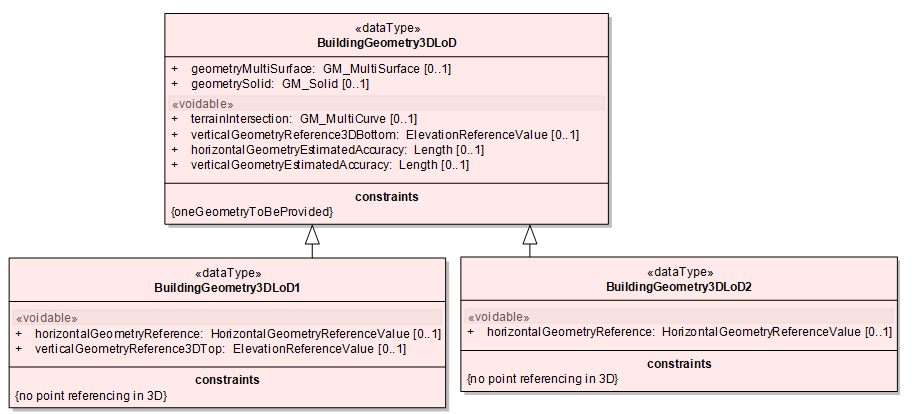 «dataType»
BuildingGeometry3DLoD
+ geometryMultiSurface: GM_MultiSurface [0..1]
+ geometrySolid: GM_Solid [0..1]
«voidable»
+ terrainIntersection: GM_MultiCurve [0..1]
+ verticalGeometryReference3DBottom: ElevationReferenceValue [0..1]
+ horizontalGeometryEstimatedAccuracy: Length [0..1]
+ verticalGeometryEstimatedAccuracy: Length [0..1]
constraints
{oneGeometryToBeProvided}
«dataType»
BuildingGeometry3DLoD1
«voidable»
+ horizontalGeometryReference: HorizontalGeometryReferenceValue [0..1]
+ verticalGeometryReference3DTop: ElevationReferenceValue [0..1]
constraints
{no point referencing in 3D}
«dataType»
BuildingGeometry3DLoD2
«voidable»
+ horizontalGeometryReference: HorizontalGeometryReferenceValue [0..1]
constraints
{no point referencing in 3D}